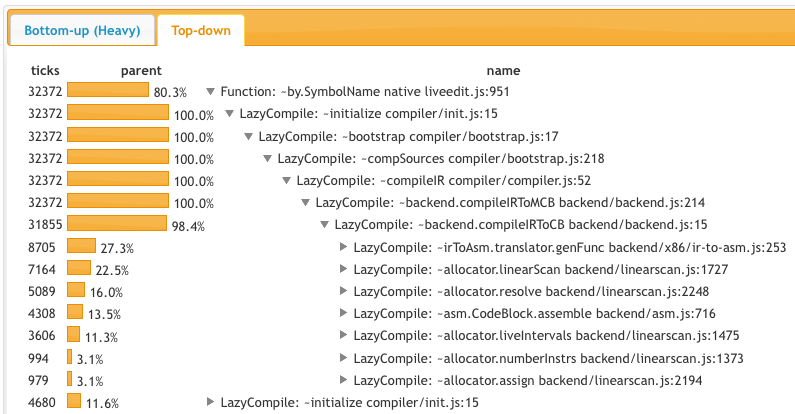 Bottom-up (Heavy) Top-down
ticks parent name
32372 80.3% Function: ~by.SymbolName native liveedit.js:951
32372 100.0% LazyCompile: ~initialize compiler/init.js:15
32372 100.0% LazyCompile: ~bootstrap compiler/bootstrap.js:17
32372 100.0% LazyCompile: ~compSources compiler/bootstrap.js:218
32372 100.0% LazyCompile: ~compileIR compiler/compiler.js:52
32372 100.0% LazyCompile: ~backend.compileIRToMCB backend/backend.js:214
31855 98.4% LazyCompile: ~backend.compileIRToCB backend/backend.js:15
8705 27.3% LazyCompile: ~irToAsm.translator.genFunc backend/x86/ir-to-asm.js:253
7164 22.5% LazyCompile: ~allocator.linearScan backend/linearscan.js:1727
5089 16.0% LazyCompile: ~allocator.resolve backend/linearscan.js:2248
4308 13.5% LazyCompile: ~asm.CodeBlock.assemble backend/asm.js:716
3606 11.3% LazyCompile: ~allocator.liveIntervals backend/linearscan.js:1475
994 3.1% LazyCompile: ~allocator.numberInstrs backend/linearscan.js:1373
979 3.1% LazyCompile: ~allocator.assign backend/linearscan.js:2194
4680 11.6% LazyCompile: ~initialize compiler/init.js:15